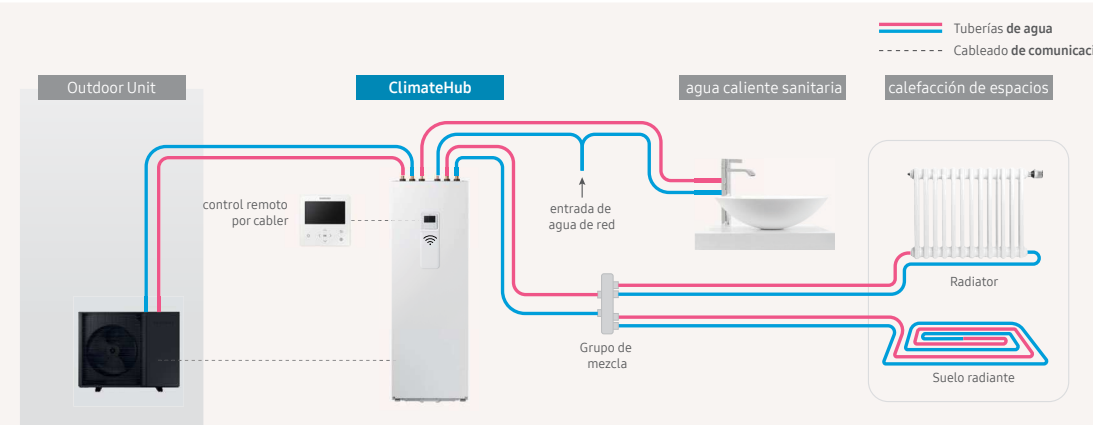 Tuberías de agua
Cableado de comunicaci
Outdoor Unit
ClimateHub
agua caliente sanitaria
calefacción de espacios
control remoto
por cabler
entrada de
agua de red
Radiator
Grupo de
mezcla
Suelo radiante